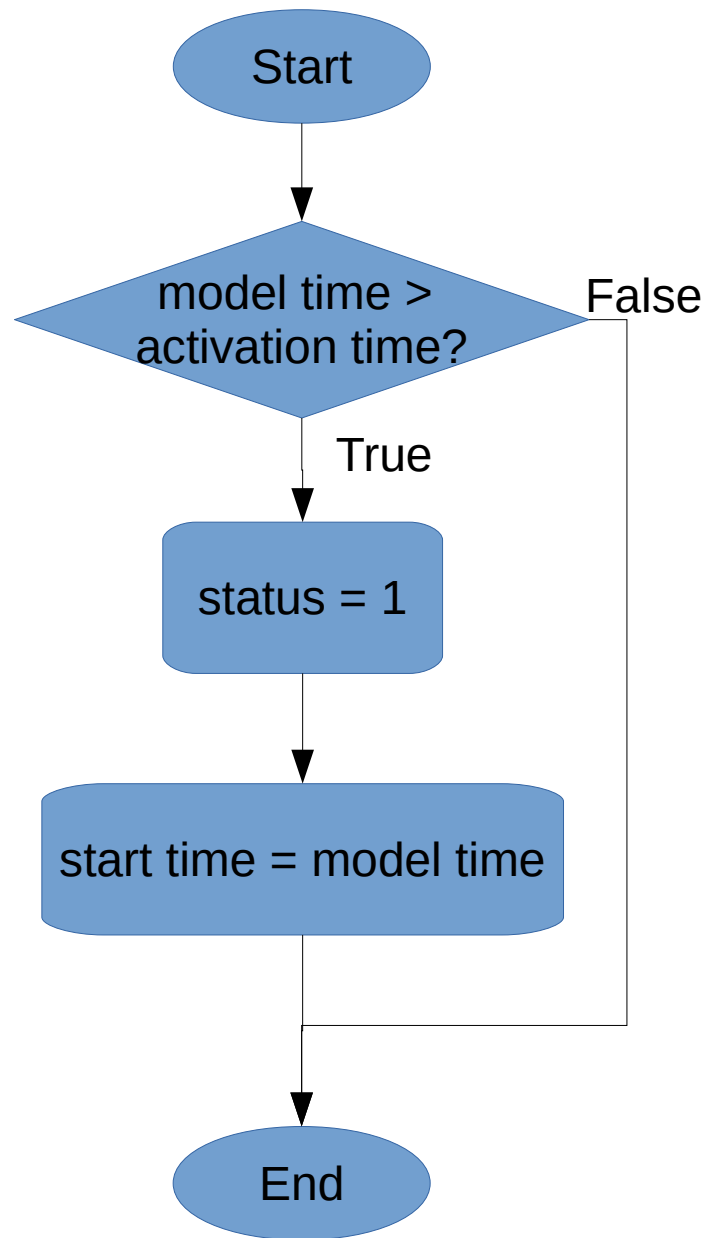 Start
model time >
activation time?
False
True
status = 1
start time = model time
End